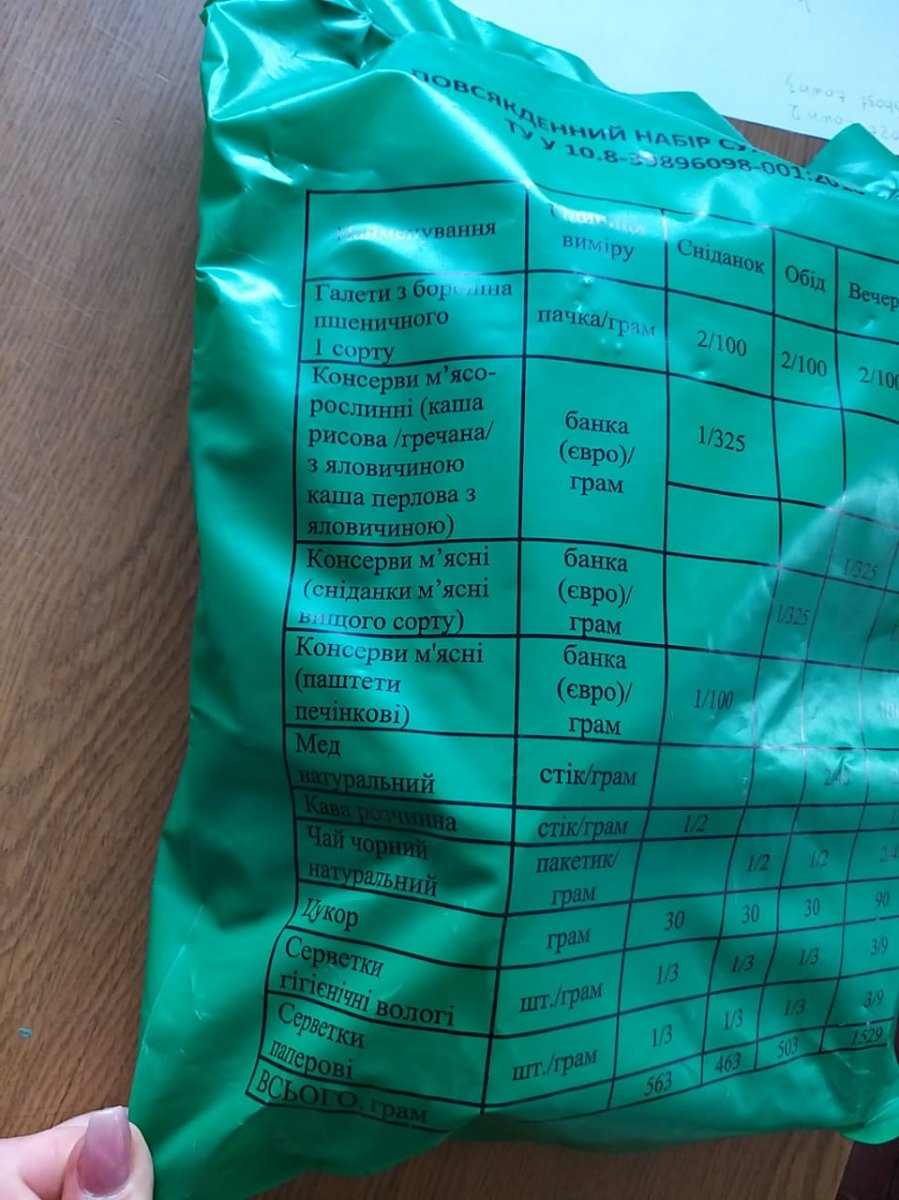 ПОВСЯКДЕННИЙ НАБІР
ТУ У 10.8-39896098-001:2018
Найменування Одиниця виміру Сніданок Обід Вечер
Галети з борошна
пшеничного
1 сорту
пачка/грам 2/100 2/100 2/100
Консерви м’ясо-
рослинні (каша
рисова /гречана/
з яловичиною
каша перлова з
яловичиною)
банка
(євро)/
грам
1/325
1/325
Консерви м’ясні
(сніданки м’ясні
вищого сорту)
банка
(євро)/
грам
1/325
Консерви м'ясні
(паштети
печінкові)
банка
(євро)/
грам
1/100
Мед
натуральний
стік/грам
Кава розчинна стік/грам 1/2
Чай чорний
натуральний
пакетик/
грам
1/2 1/2
Цукор грам 30 30 30 90
Серветки
гігієнічні вологі
шт./грам 1/3 1/3 1/3 3/9
Серветки
паперові
шт./грам 1/3 1/3 1/3 3/9
ВСЬОГО, грам 563 463 503 1529